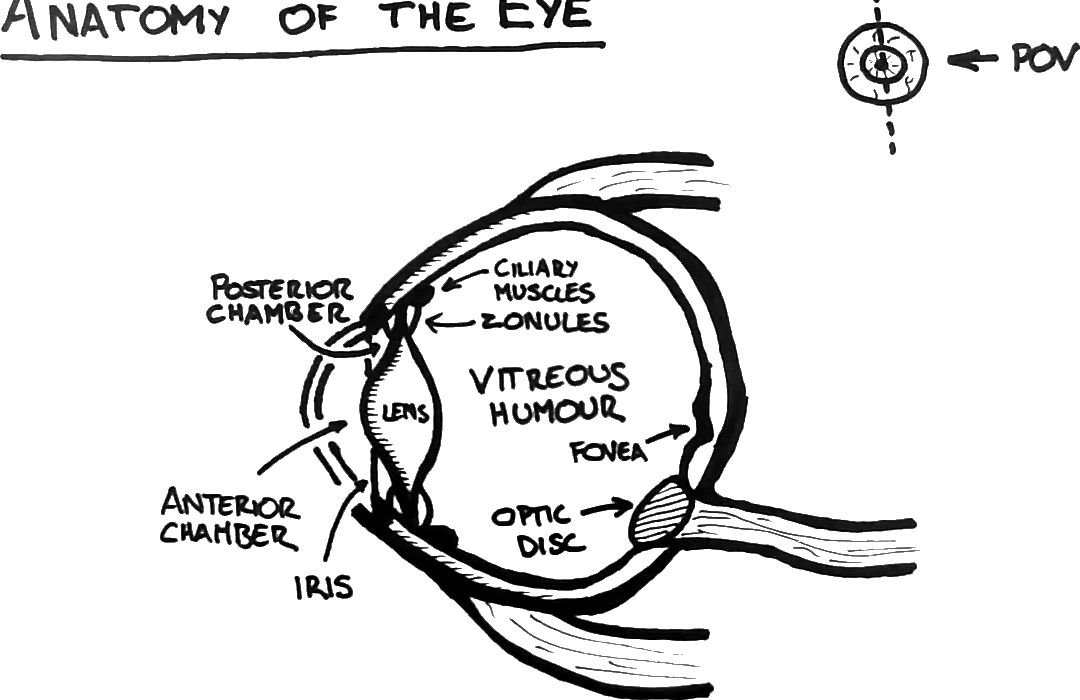 ANATOMY OF THE EYE
POV
POSTERIOR
CHAMBER
CILIARY
MUSCLES
ZONULES
VITREOUS
HUMOUR
LENS
FOVEA
ANTERIOR
CHAMBER
OPTIC
DISC
IRIS